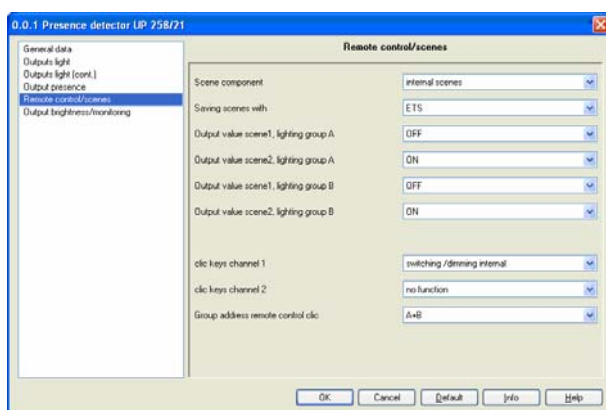 0.0.1 Presence detector UP 258/21
General data
Outputs light
Outputs light (cont.)
Output presence
Remote control/scenes
Output brightness/monitoring
Remote control/scenes
Scene component
internal scenes
Saving scenes with
ETS
Output value scene1, lighting group A
OFF
Output value scene2, lighting group A
ON
Output value scene1, lighting group B
OFF
Output value scene2, lighting group B
ON
clic keys channel 1
switching /dimming internal
clic keys channel 2
no function
Group address remote control clic
A+B
OK
Cancel
Default
Info
Help